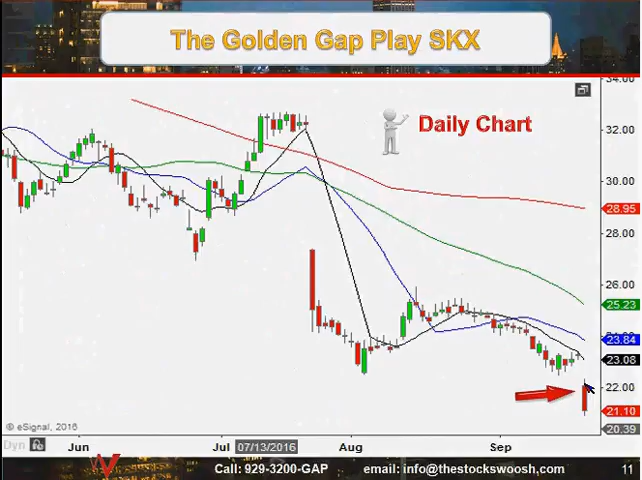 The Golden Gap Play SKX
Daily Chart
34.00
32.00
30.00
28.95
28.00
26.00
25.23
23.84
23.08
22.00
21.10
20.39
© eSignal, 2016
Dyn
Jun
Jul
07/13/2016
Aug
Sep
Call: 929-3200-GAP
email: info@thestockswoosh.com
11